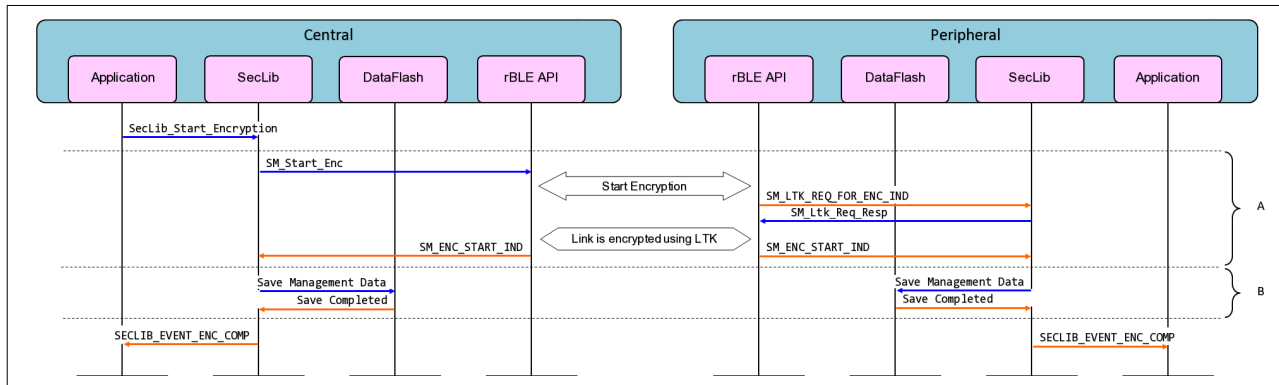 Central
Peripheral
Application
SecLib
DataFlash
rBLE API
rBLE API
DataFlash
SecLib
Application
SecLib_Start_Encryption
SM_Start_Enc
Start Encryption
SM_LTK_REQ_FOR_ENC_IND
A
SM_Ltk_Req_Resp
Link is encrypted using LTK
SM_ENC_START_IND
SM_ENC_START_IND
Save Management Data
Save Management Data
B
Save Completed
Save Completed
SECLIB_EVENT_ENC_COMP
SECLIB_EVENT_ENC_COMP